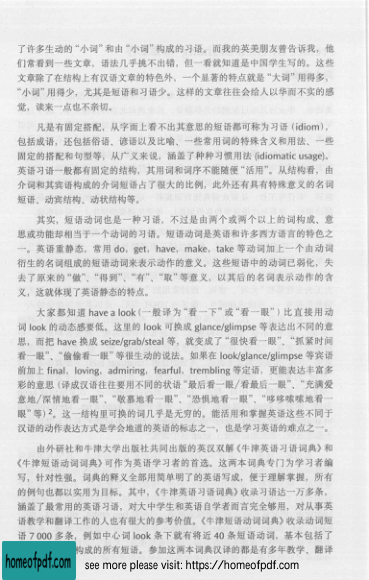 了许多生动的“小词”和由“小词”构成的习语。而我的英美朋友曾告诉我，他
们常看到一些文章，语法几乎挑不出错，但一看就知道是中国学生写的。这些
文章除了在结构上有汉语文章的特色外，一个显著的特点就是“大词”用得多，
“小词”用得少，尤其是短语和习语少。这样的文章往往会给人以华而不实的感
觉，读来一点也不亲切。
凡是有固定搭配，从字面上看不出其意思的短语都可称为习语 (idiom)，
包括成语，还包括俗语、谚语以及比喻、一些常用词的特殊含义和用法、一些
固定的搭配和句型等，从广义来说，涵盖了种种习惯用法 (idiomatic usage)。
英语习语一般都有固定的结构，其用词和词序不能随便“活用”。从结构看，由
介词和其宾语构成的介词短语占了很大的比例，此外还有具有特殊意义的名词
短语、动宾结构、动状结构等。
其实，短语动词也是一种习语，不过是由两个或两个以上的词构成、意
思或功能却相当于一个动词的习语。短语动词是英语和许多西方语言的特色之
一。英语重静态，常用 do、get、have、make、take 等动词加上一个由动词
衍生的名词组成的短语动词来表示动作的意义。这些短语中的动词已弱化，失
去了原来的“做”、“得到”、“有”、“取”等意义，以其后的名词表示动作的含
义，这就体现了英语静态的特点。
大家都知道 have a look (一般译为“看一下”或“看一眼”) 比直接用动
词 look 的动态感要低。这里的 look 可换成 glance/glimpse 等表达出不同的意
思，而把 have 换成 seize/grab/steal 等，就变成了“很快看一眼”、“抓紧时间
看一眼”、“偷偷看一眼”等很生动的说法。如果在 look/glance/glimpse 等宾语
前加上 final、loving、admiring、fearful、trembling 等定语，更能表达丰富多
彩的意思 (译成汉语往往要用不同的状语“最后看一眼/看最后一眼”、“充满爱
意地/深情地看一眼”、“敬慕地看一眼”、“恐惧地看一眼”、“哆哆嗦嗦地看一
眼”等) 2。这一结构里可换的词几乎是无穷的。能活用和掌握英语这些不同于
汉语的动作表达方式是学会地道的英语的标志之一，也是学习英语的难点之一。
由外研社和牛津大学出版社共同出版的英汉双解《牛津英语习语词典》和
《牛津短语动词词典》可作为英语学习者的首选。这两本词典专门为学习者编
写，针对性强。词典的释义全部用简单明了的英语写成，便于理解掌握，所有
的例句也都以实用为目标。其中，《牛津英语习语词典》收录习语达一万多条，
涵盖了最常用的英语习语，对大中学生和英语自学者而言完全够用，对从事英
语教学和翻译工作的人也有很大的参考价值。《牛津短语动词词典》收录动词短
语 7 000 多条，例如中心词 look 条下就有将近 40 条短语动词，基本包括了
构成的所有短语。参加这两本词典汉译的都是有多年教学、翻译
homeofpdf.com
see more please visit: https://homeofpdf.com